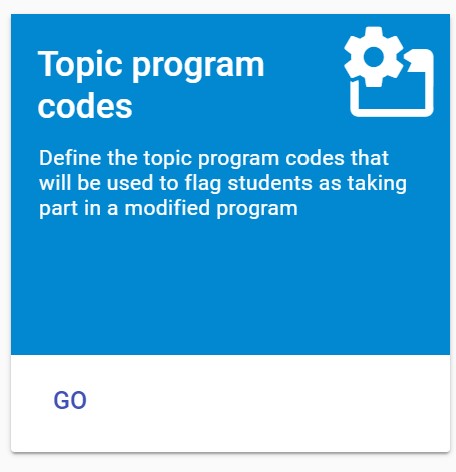 Topic program
codes
Define the topic program codes that
will be used to flag students as taking
part in a modified program
GO